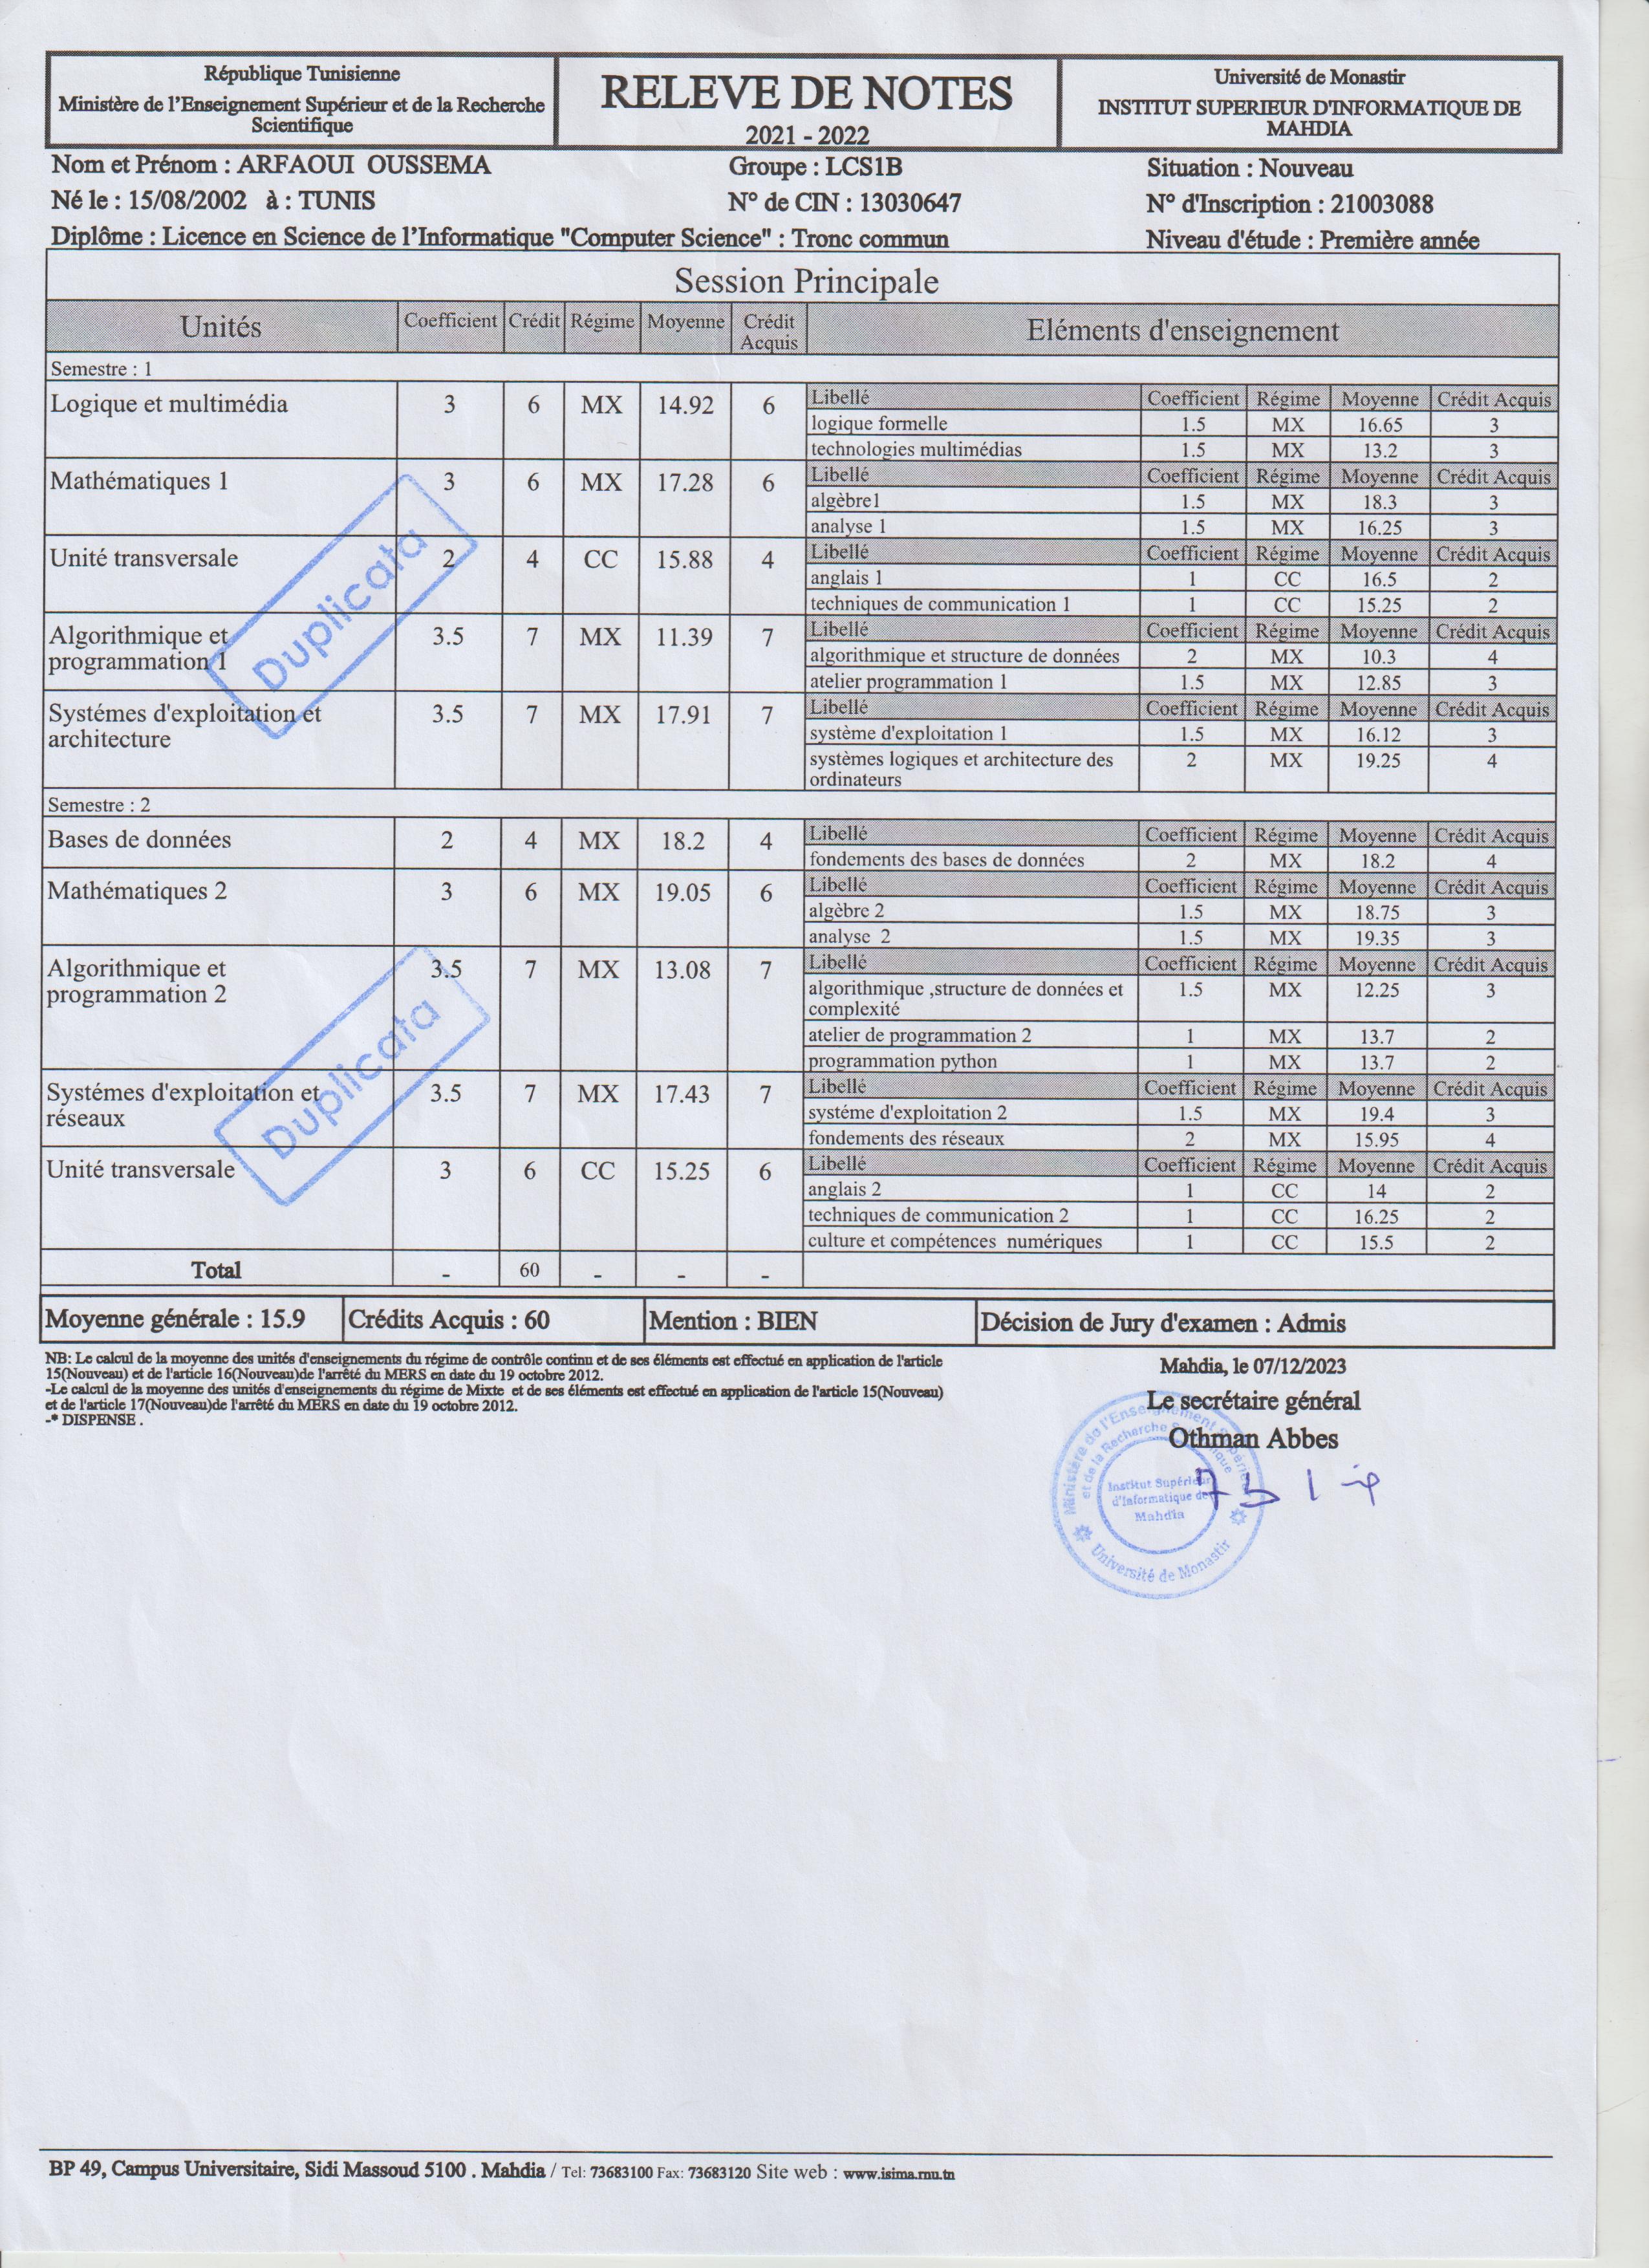 République Tunisienne
Ministère de l'Enseignement Supérieur et de la Recherche
Scientifique
RELEVE DE NOTES
2021 - 2022
Université de Monastir
INSTITUT SUPERIEUR D'INFORMATIQUE DE
MAHDIA
Nom et Prénom : ARFAOUI OUSSEMA Groupe : LCS1B Situation : Nouveau
Né le : 15/08/2002 à : TUNIS N° de CIN : 13030647 N° d'Inscription : 21003088
Diplôme : Licence en Science de l'Informatique "Computer Science" : Tronc commun Niveau d'étude : Première année
Session Principale
Unités Coefficient Crédit Régime Moyenne Crédit Acquis Eléments d'enseignement
Semestre : 1
Logique et multimédia 3 6 MX 14.92 6 Libellé Coefficient Régime Moyenne Crédit Acquis
logique formelle 1.5 MX 16.65 3
technologies multimédias 1.5 MX 13.2 3
Mathématiques 1 3 6 MX 17.28 6 Libellé Coefficient Régime Moyenne Crédit Acquis
algèbre1 1.5 MX 18.3 3
analyse 1 1.5 MX 16.25 3
Unité transversale 2 4 CC 15.88 4 Libellé Coefficient Régime Moyenne Crédit Acquis
anglais 1 1 CC 16.5 2
techniques de communication 1 1 CC 15.25 2
Algorithmique et programmation 1 3.5 7 MX 11.39 7 Libellé Coefficient Régime Moyenne Crédit Acquis
algorithmique et structure de données 2 MX 10.3 4
atelier programmation 1 1.5 MX 12.85 3
Duplicata
Systémes d'exploitation et architecture 3.5 7 MX 17.91 7 Libellé Coefficient Régime Moyenne Crédit Acquis
système d'exploitation 1 1.5 MX 16.12 3
systèmes logiques et architecture des ordinateurs 2 MX 19.25 4
Semestre : 2
Bases de données 2 4 MX 18.2 4 Libellé Coefficient Régime Moyenne Crédit Acquis
fondements des bases de données 2 MX 18.2 4
Mathématiques 2 3 6 MX 19.05 6 Libellé Coefficient Régime Moyenne Crédit Acquis
algèbre 2 1.5 MX 18.75 3
analyse 2 1.5 MX 19.35 3
Algorithmique et programmation 2 3.5 7 MX 13.08 7 Libellé Coefficient Régime Moyenne Crédit Acquis
algorithmique ,structure de données et complexité 1.5 MX 12.25 3
atelier de programmation 2 1 MX 13.7 2
programmation python 1 MX 13.7 2
Duplicata
Systémes d'exploitation et réseaux 3.5 7 MX 17.43 7 Libellé Coefficient Régime Moyenne Crédit Acquis
systéme d'exploitation 2 1.5 MX 19.4 3
fondements des réseaux 2 MX 15.95 4
Unité transversale 3 6 CC 15.25 6 Libellé Coefficient Régime Moyenne Crédit Acquis
anglais 2 1 CC 14 2
techniques de communication 2 1 CC 16.25 2
culture et compétences numériques 1 CC 15.5 2
Total - 60 - - -
Moyenne générale : 15.9 Crédits Acquis : 60 Mention : BIEN Décision de Jury d'examen : Admis
NB: Le calcul de la moyenne des unités d'enseignements du régime de contrôle continu et de ses éléments est effectué en application de l'article
15(Nouveau) et de l'article 16(Nouveau)de l'arrêté du MERS en date du 19 octobre 2012.
-Le calcul de la moyenne des unités d'enseignements du régime de Mixte et de ses éléments est effectué en application de l'article 15(Nouveau)
et de l'article 17(Nouveau)de l'arrêté du MERS en date du 19 octobre 2012.
-* DISPENSE .
Mahdia, le 07/12/2023
Le secrétaire général
Othman Abbes
Ministère de l'Enseignement Supérieur
et de la Recherche Scientifique
Institut Supérieur
d'Informatique de
Mahdia
Université de Monastir
BP 49, Campus Universitaire, Sidi Massoud 5100 . Mahdia / Tel: 73683100 Fax: 73683120 Site web : www.isima.rnu.tn